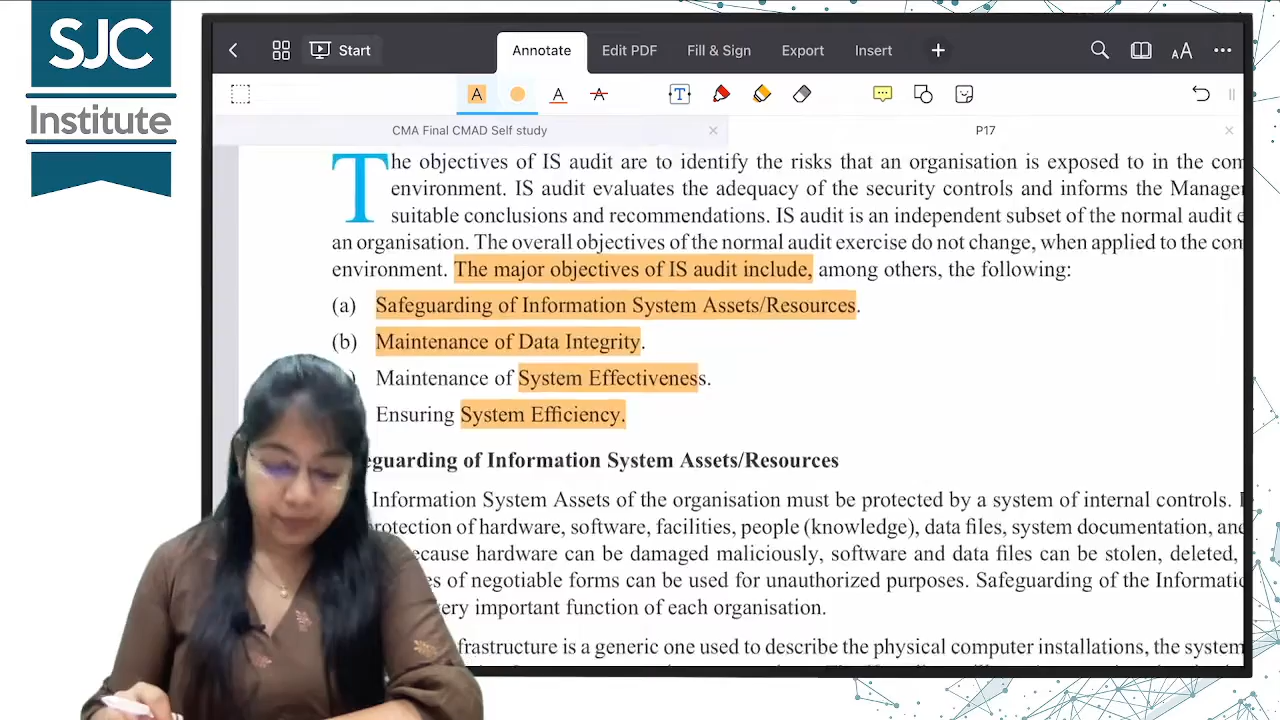 SJC
Institute
Start
Annotate
Edit PDF
Fill & Sign
Export
Insert
CMA Final CMAD Self study
P17
The objectives of IS audit are to identify the risks that an organisation is exposed to in the com
environment. IS audit evaluates the adequacy of the security controls and informs the Manage
suitable conclusions and recommendations. IS audit is an independent subset of the normal audit e
an organisation. The overall objectives of the normal audit exercise do not change, when applied to the com
environment. The major objectives of IS audit include, among others, the following:
(a) Safeguarding of Information System Assets/Resources.
(b) Maintenance of Data Integrity.
Maintenance of System Effectiveness.
Ensuring System Efficiency.
eguarding of Information System Assets/Resources
Information System Assets of the organisation must be protected by a system of internal controls.
rotection of hardware, software, facilities, people (knowledge), data files, system documentation, and
ecause hardware can be damaged maliciously, software and data files can be stolen, deleted,
es of negotiable forms can be used for unauthorized purposes. Safeguarding of the Informatic
very important function of each organisation.
frastructure is a generic one used to describe the physical computer installations, the system